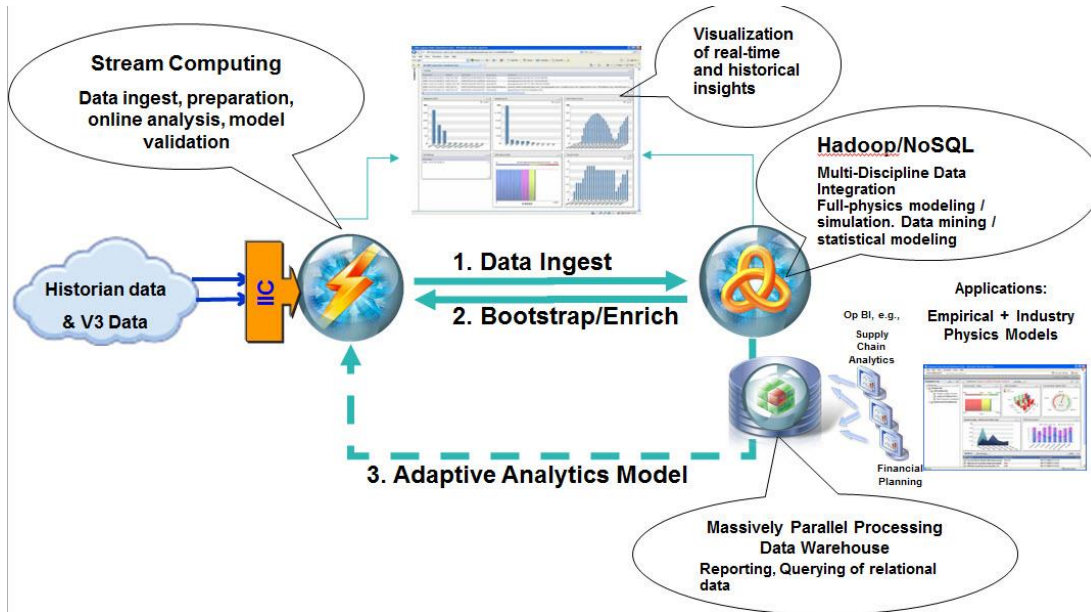 Stream Computing
Data ingest, preparation,
online analysis, model
validation
Visualization
of real-time
and historical
insights
Hadoop/NoSQL
Multi-Discipline Data
Integration
Full-physics modeling /
simulation. Data mining /
statistical modeling
Historian data
& V3 Data
IIC
1. Data Ingest
2. Bootstrap/Enrich
3. Adaptive Analytics Model
Applications:
Empirical + Industry
Physics Models
Op BI, e.g.,
Supply
Chain
Analytics
Financial
Planning
Massively Parallel Processing
Data Warehouse
Reporting, Querying of relational
data